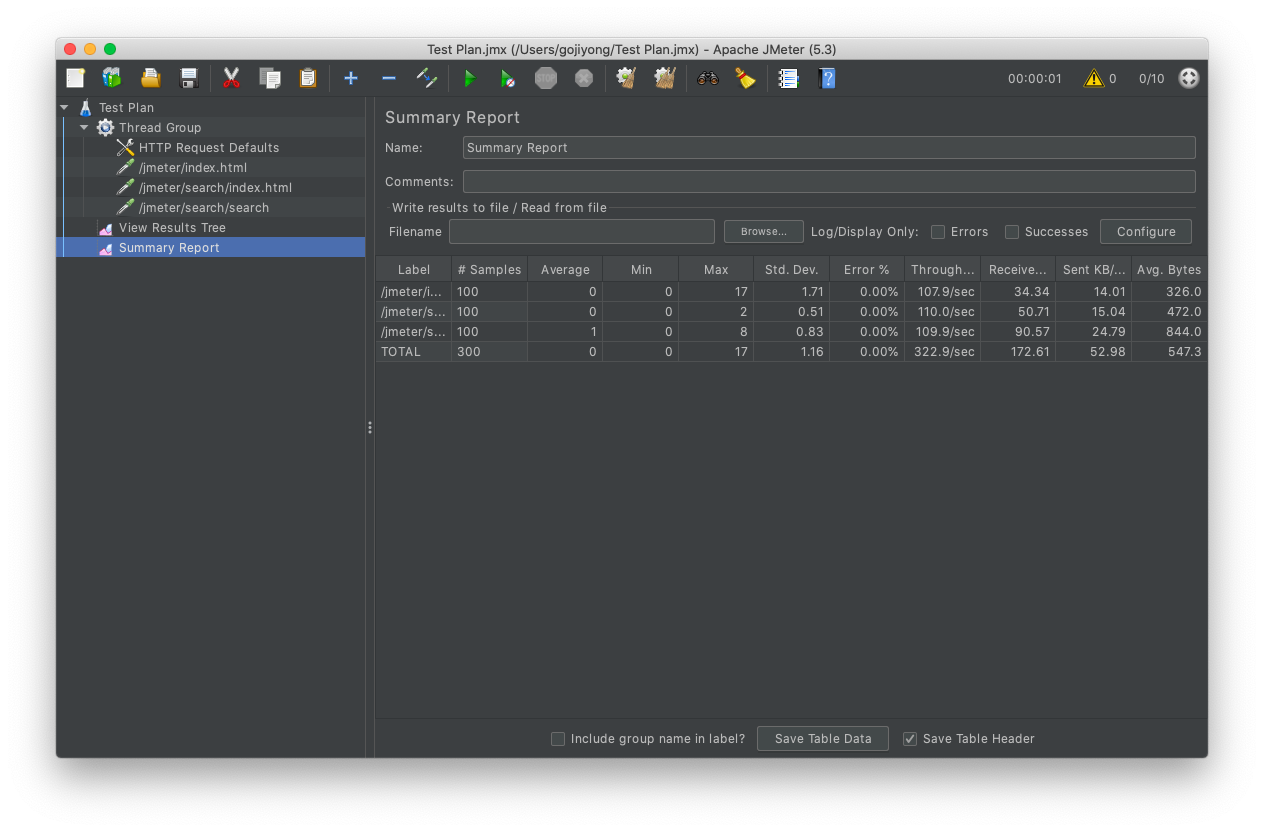 Test Plan.jmx (/Users/gojiyong/Test Plan.jmx) - Apache JMeter (5.3)
STOP 00:00:01 0 0/10
Test Plan
Thread Group
HTTP Request Defaults
/jmeter/index.html
/jmeter/search/index.html
/jmeter/search/search
View Results Tree
Summary Report
Summary Report
Name: Summary Report
Comments:
Write results to file / Read from file
Filename Browse... Log/Display Only: Errors Successes Configure
Label # Samples Average Min Max Std. Dev. Error % Through... Receive... Sent KB/... Avg. Bytes
/jmeter/i... 100 0 0 17 1.71 0.00% 107.9/sec 34.34 14.01 326.0
/jmeter/s... 100 0 0 2 0.51 0.00% 110.0/sec 50.71 15.04 472.0
/jmeter/s... 100 1 0 8 0.83 0.00% 109.9/sec 90.57 24.79 844.0
TOTAL 300 0 0 17 1.16 0.00% 322.9/sec 172.61 52.98 547.3
Include group name in label? Save Table Data Save Table Header